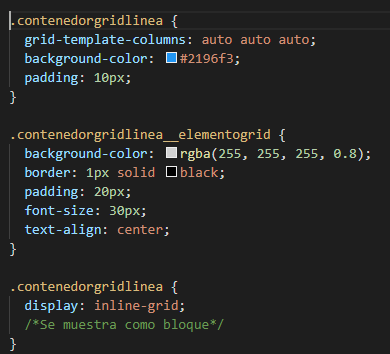 .contenedorgridlinea {
  grid-template-columns: auto auto auto;
  background-color: #2196f3;
  padding: 10px;
}

.contenedorgridlinea__elementogrid {
  background-color: rgba(255, 255, 255, 0.8);
  border: 1px solid black;
  padding: 20px;
  font-size: 30px;
  text-align: center;
}

.contenedorgridlinea {
  display: inline-grid;
  /*Se muestra como bloque*/
}